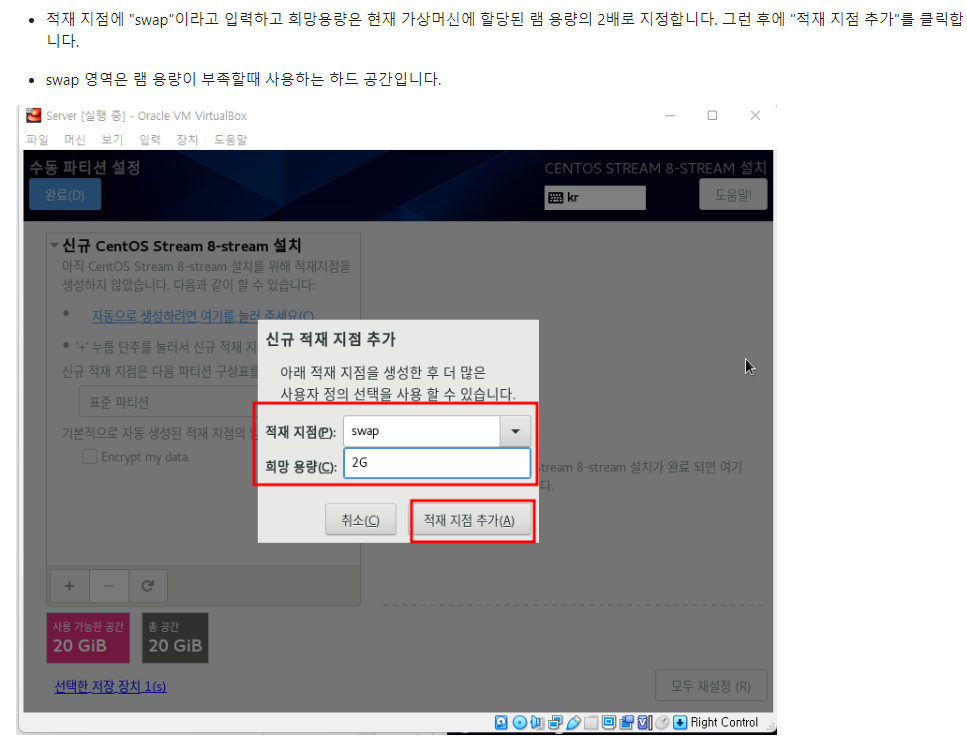 적재 지점에 "swap"이라고 입력하고 희망용량은 현재 가상머신에 할당된 램 용량의 2배로 지정합니다. 그런 후에 "적재 지점 추가"를 클릭합
니다.
swap 영역은 램 용량이 부족할때 사용하는 하드 공간입니다.
Server [실행 중] - Oracle VM VirtualBox
파일 머신 보기 입력 장치 도움말
수동 파티션 설정
CENTOS STREAM 8-STREAM 설치
완료(D)
kr
도움말!
신규 CentOS Stream 8-stream 설치
아직 CentOS Stream 8-stream 설치를 위해 적재지점을
생성하지 않았습니다. 다음과 같이 할 수 있습니다:
자동으로 생성하려면 여기를 눌러 주세요(C)
'+' 누름 단추를 눌러서 신규 적재 지
신규 적재 지점은 다음 파티션 구성표를
표준 파티션
기본적으로 자동 생성된 적재 지점의
Encrypt my data.
신규 적재 지점 추가
아래 적재 지점을 생성한 후 더 많은
사용자 정의 선택을 사용 할 수 있습니다.
적재 지점(P): swap
희망 용량(C): 2G
취소(C)
적재 지점 추가(A)
tream 8-stream 설치가 완료 되면 여기
다.
+ −
사용 가능한 공간
20 GiB
총 공간
20 GiB
선택한 저장 장치 1(s)
모두 재설정 (R)
Right Control